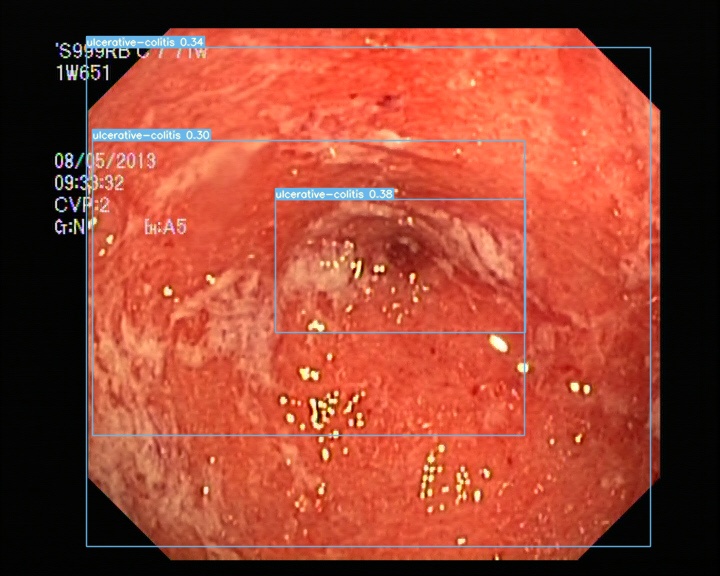 ulcerative-colitis 0.34
1W651
ulcerative-colitis 0.30
08/05/2013
09:33:32
CVP:2
ulcerative-colitis 0.38